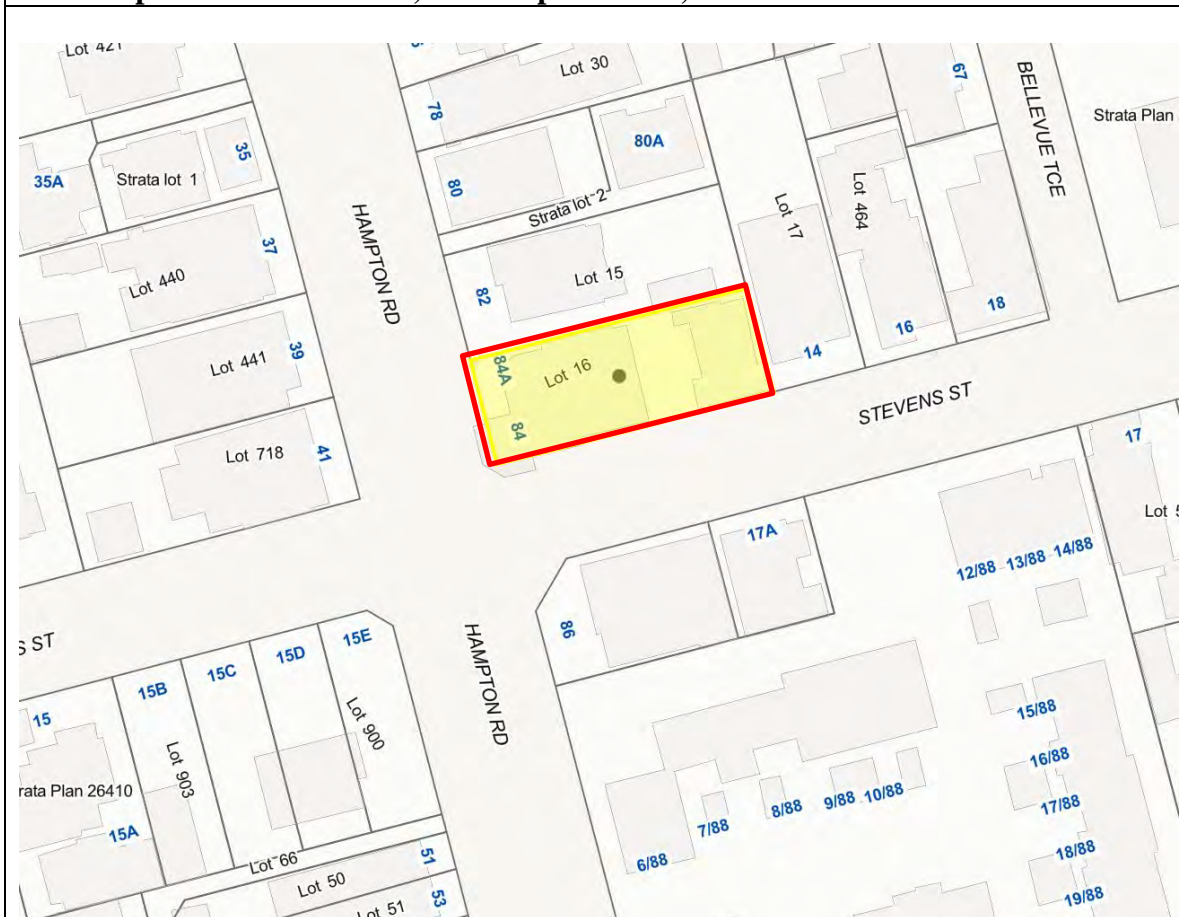 Lot 421
Lot 30
67
BELLEVUE TCE
78
Strata Plan
35
80A
35A
Strata lot 1
80
Lot 464
Strata lot 2
Lot 17
HAMPTON RD
37
Lot 440
82
Lot 15
18
16
39
14
Lot 441
84A
Lot 16
STEVENS ST
84
Lot 718
41
17
Lot
17A
12/88
13/88
14/88
86
S ST
HAMPTON RD
15E
15D
15C
15B
15/88
15
Lot 900
Lot 903
16/88
rata Plan 26410
9/88
10/88
8/88
17/88
7/88
15A
18/88
51
Lot 66
6/88
Lot 50
19/88
53
Lot 51